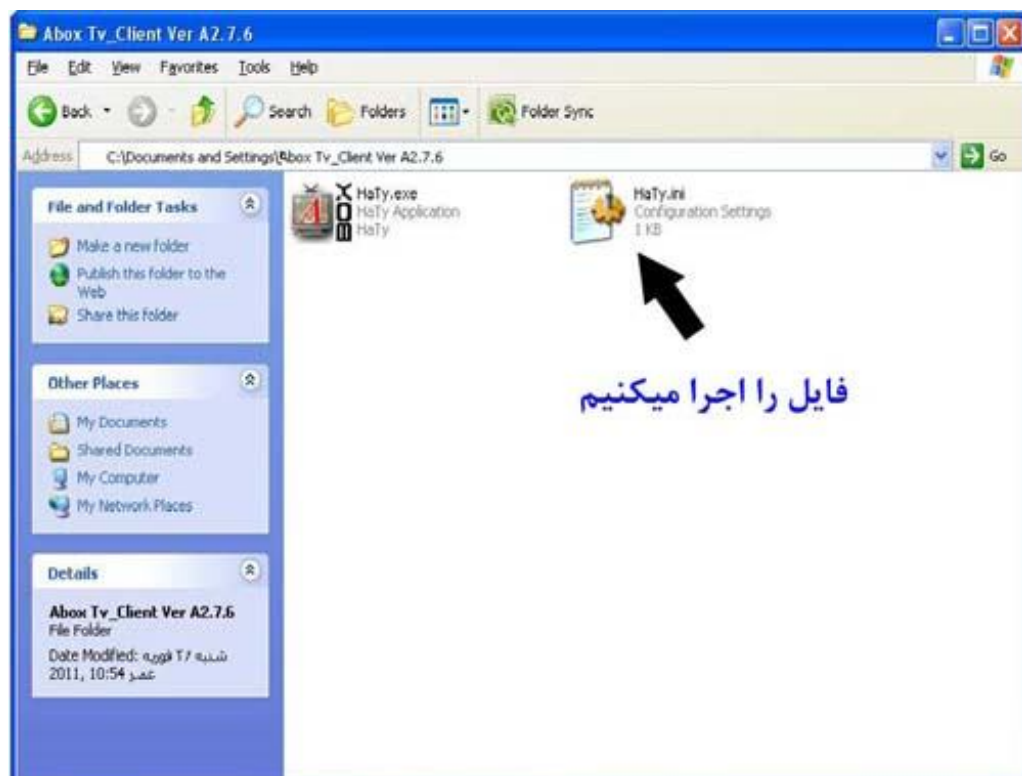 Abox Tv_Client Ver A2.7.6
File Edit View Favorites Tools Help
Back Search Folders Folder Sync
Address C:\Documents and Settings\Abox Tv_Client Ver A2.7.6 Go
File and Folder Tasks
Make a new folder
Publish this folder to the
Web
Share this folder
Other Places
My Documents
Shared Documents
My Computer
My Network Places
Details
Abox Tv_Client Ver A2.7.6
File Folder
Date Modified: شنبه ۲۶ فوریه
2011, 10:54 عصر
HaTy.exe
HaTy Application
HaTy
HaTy.ini
Configuration Settings
1 KB
فایل را اجرا میکنیم